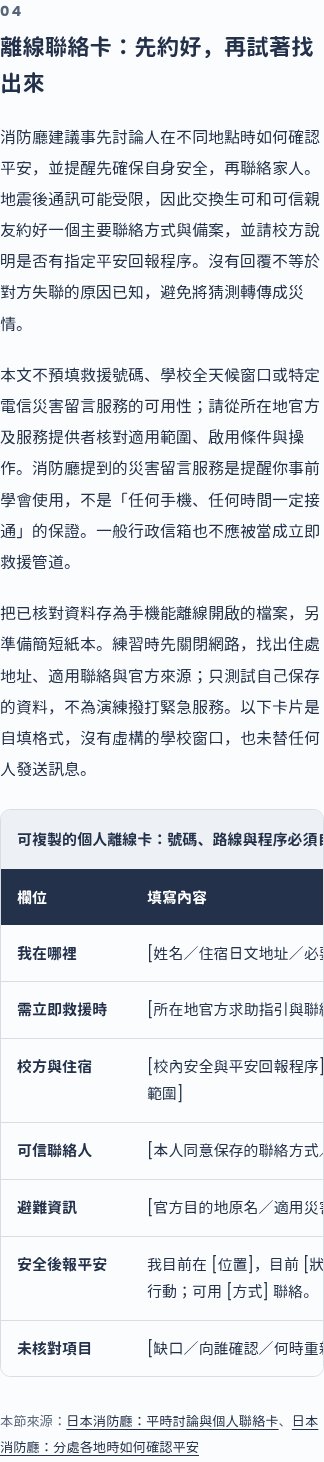 04
離線聯絡卡：先約好，再試著找
出來
消防廳建議事先討論人在不同地點時如何確認
平安，並提醒先確保自身安全，再聯絡家人。
地震後通訊可能受限，因此交換生可和可信親
友約好一個主要聯絡方式與備案，並請校方說
明是否有指定平安回報程序。沒有回覆不等於
對方失聯的原因已知，避免將猜測轉傳成災
情。
本文不預填救援號碼、學校全天候窗口或特定
電信災害留言服務的可用性；請從所在地官方
及服務提供者核對適用範圍、啟用條件與操
作。消防廳提到的災害留言服務是提醒你事前
學會使用，不是「任何手機、任何時間一定接
通」的保證。一般行政信箱也不應被當成立即
救援管道。
把已核對資料存為手機能離線開啟的檔案，另
準備簡短紙本。練習時先關閉網路，找出住處
地址、適用聯絡與官方來源；只測試自己保存
的資料，不為演練撥打緊急服務。以下卡片是
自填格式，沒有虛構的學校窗口，也未替任何
人發送訊息。
可複製的個人離線卡：號碼、路線與程序必須
欄位 填寫內容
我在哪裡 [姓名／住宿日文地址／必
需立即救援時 [所在地官方求助指引與聯
校方與住宿 [校內安全與平安回報程序]
範圍]
可信聯絡人 [本人同意保存的聯絡方式
避難資訊 [官方目的地原名／適用災
安全後報平安 我目前在 [位置]，目前 [狀
行動；可用 [方式] 聯絡。
未核對項目 [缺口／向誰確認／何時重
本節來源：日本消防廳：平時討論與個人聯絡卡、日本
消防廳：分處各地時如何確認平安